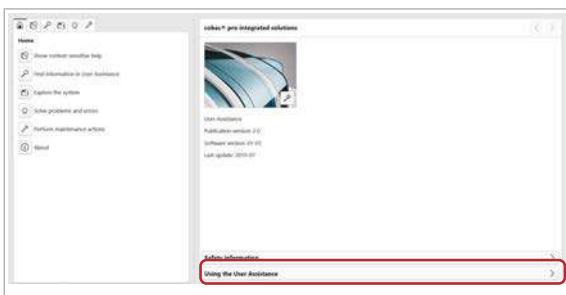 Home
Show context-sensitive help
Find information in User Assistance
Explore the system
Solve problems and errors
Perform maintenance actions
About
cobas® pro integrated solutions
User Assistance
Publication version: 2.0
Software version: 01-03
Last update: 2019-07
Safety information
Using the User Assistance